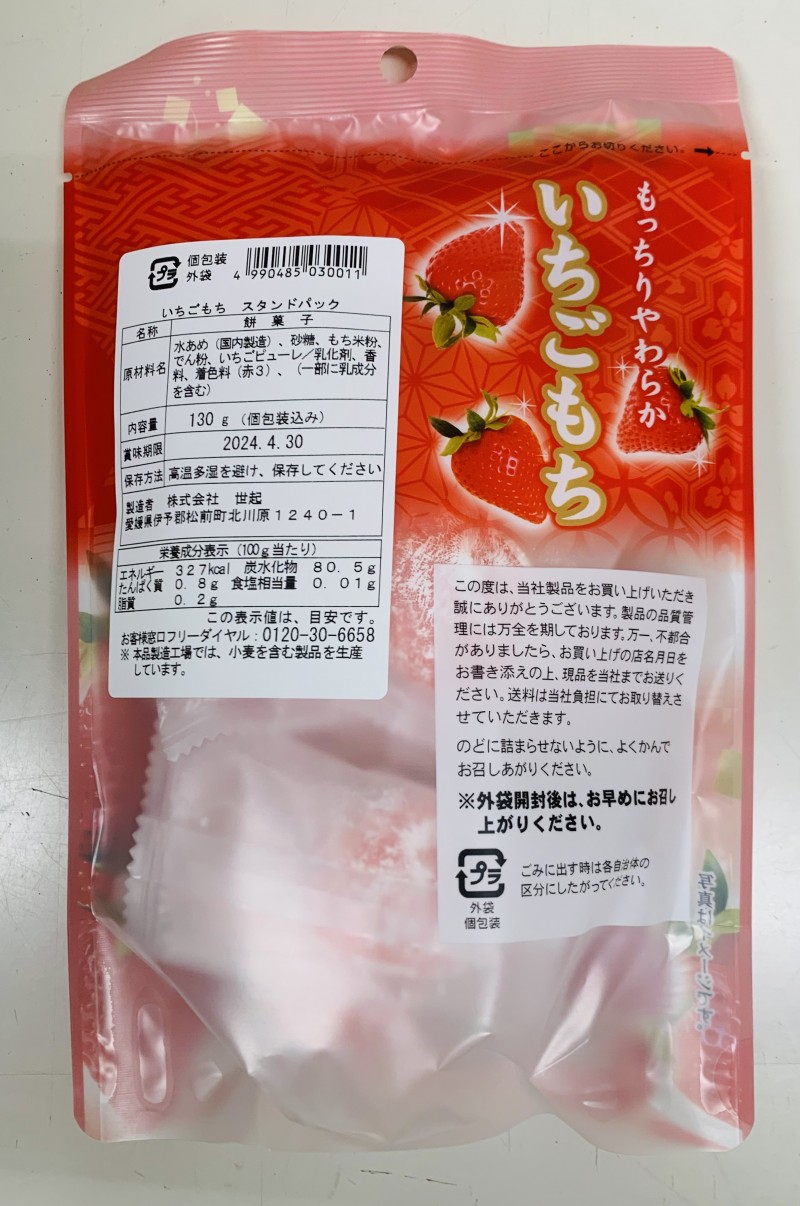 ここからお切りください。
もっちりやわらか
いちごもち
プラ
個包装
外袋
4 990485 030011
いちごもち スタンドパック
名称 餅菓子
原材料名 水あめ（国内製造）、砂糖、もち米粉、
でん粉、いちごピューレ／乳化剤、香
料、着色料（赤３）、（一部に乳成分
を含む）
内容量 130ｇ（個包装込み）
賞味期限 2024.4.30
保存方法 高温多湿を避け、保存してください
製造者 株式会社 世起
愛媛県伊予郡松前町北川原１２４０－１
栄養成分表示（100ｇ当たり）
エネルギー 327kcal 炭水化物 80.5ｇ
たんぱく質 0.8ｇ 食塩相当量 0.01ｇ
脂質 0.2ｇ
この表示値は、目安です。
お客様窓口フリーダイヤル：0120-30-6658
※本品製造工場では、小麦を含む製品を生産
しています。
この度は、当社製品をお買い上げいただき
誠にありがとうございます。製品の品質管
理には万全を期しております。万一、不都合
がありましたら、お買い上げの店名月日を
お書き添えの上、現品を当社までお送りく
ださい。送料は当社負担にてお取り替えさ
せていただきます。
のどに詰まらせないように、よくかんで
お召しあがりください。
※外袋開封後は、お早めにお召し
上がりください。
プラ
外袋
個包装
ごみに出す時は各自治体の
区分にしたがってください。
写真はイメージです。